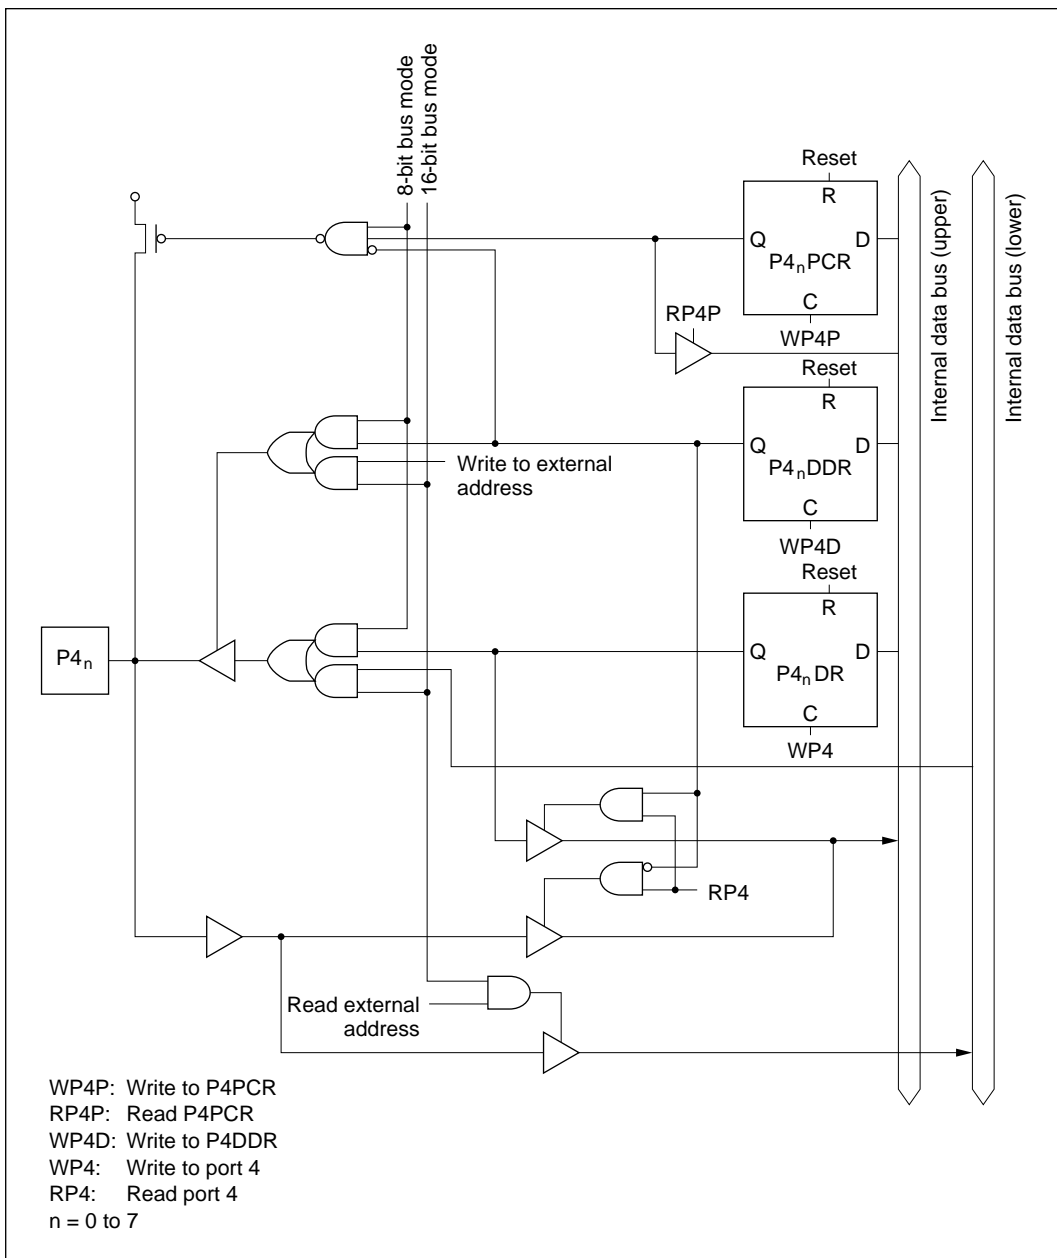 8-bit bus mode
16-bit bus mode
Reset
R
Q
D
P4nPCR
C
WP4P
RP4P
Internal data bus (upper)
Internal data bus (lower)
Reset
R
Q
D
P4nDDR
C
WP4D
Write to external
address
Reset
R
Q
D
P4nDR
C
WP4
P4n
RP4
Read external
address
WP4P: Write to P4PCR
RP4P: Read P4PCR
WP4D: Write to P4DDR
WP4: Write to port 4
RP4: Read port 4
n = 0 to 7